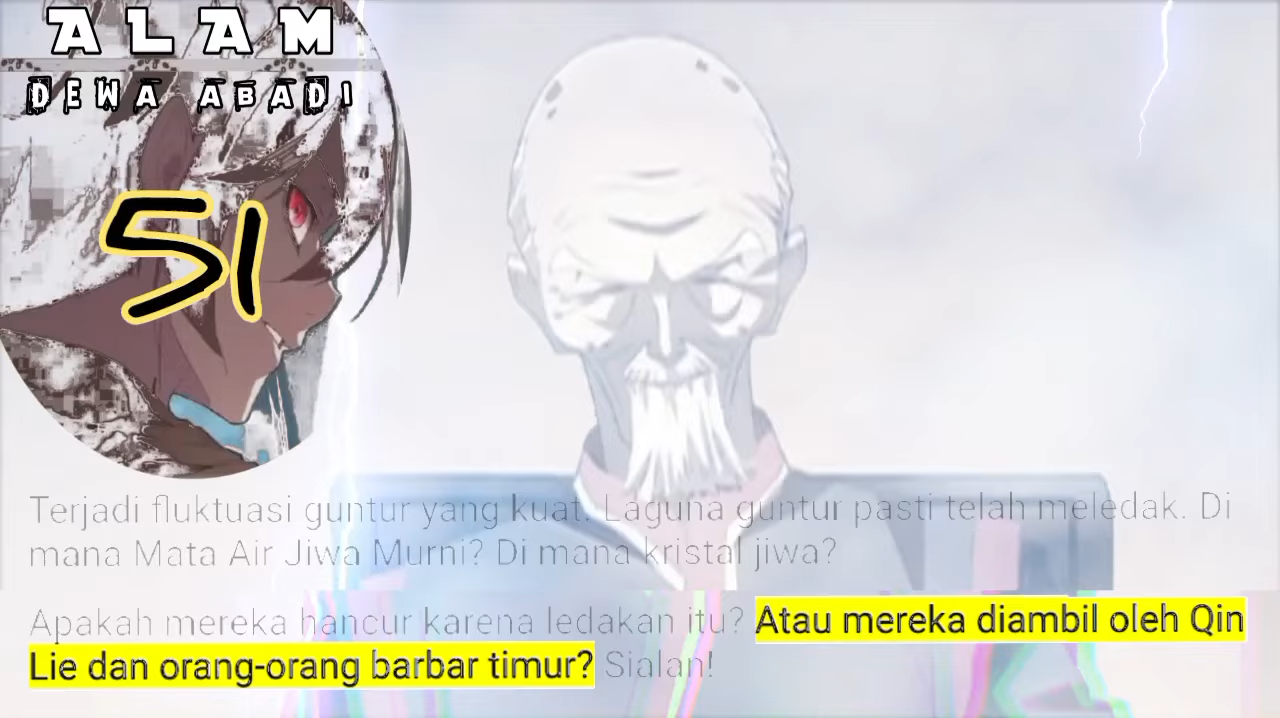 ALAM
DEWA ABADI
51
Terjadi fluktuasi guntur yang kuat. Laguna guntur pasti telah meledak. Di
mana Mata Air Jiwa Murni? Di mana kristal jiwa?
Apakah mereka hancur karena ledakan itu? Atau mereka diambil oleh Qin
Lie dan orang-orang barbar timur? Sialan!